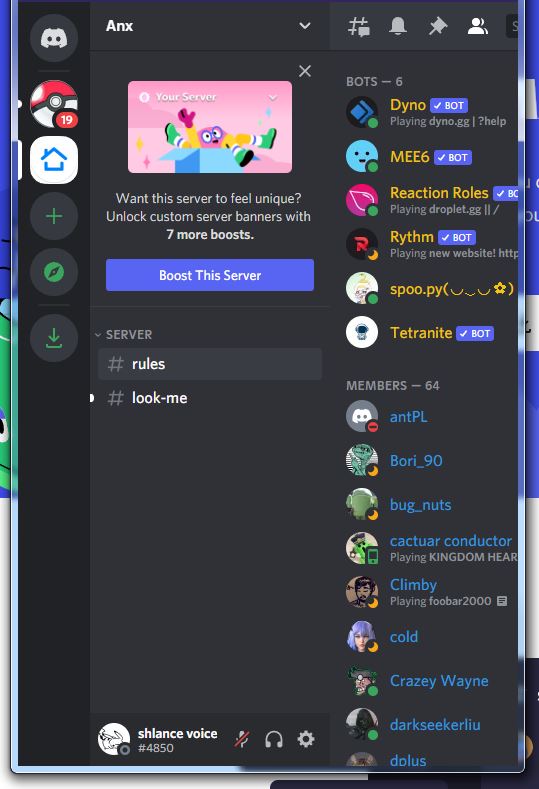 Anx
19
Your Server
Want this server to feel unique?
Unlock custom server banners with
7 more boosts.
Boost This Server
SERVER
# rules
# look-me
shlance voice
#4850
BOTS — 6
Dyno ✓ BOT
Playing dyno.gg | ?help
MEE6 ✓ BOT
Reaction Roles ✓ BO
Playing droplet.gg || /
Rythm ✓ BOT
Playing new website! http
spoo.py(◡‿◡✿)
Tetranite ✓ BOT
MEMBERS — 64
antPL
Bori_90
bug_nuts
cactuar conductor
Playing KINGDOM HEAR
Climby
Playing foobar2000
cold
Crazey Wayne
darkseekerliu
dplus